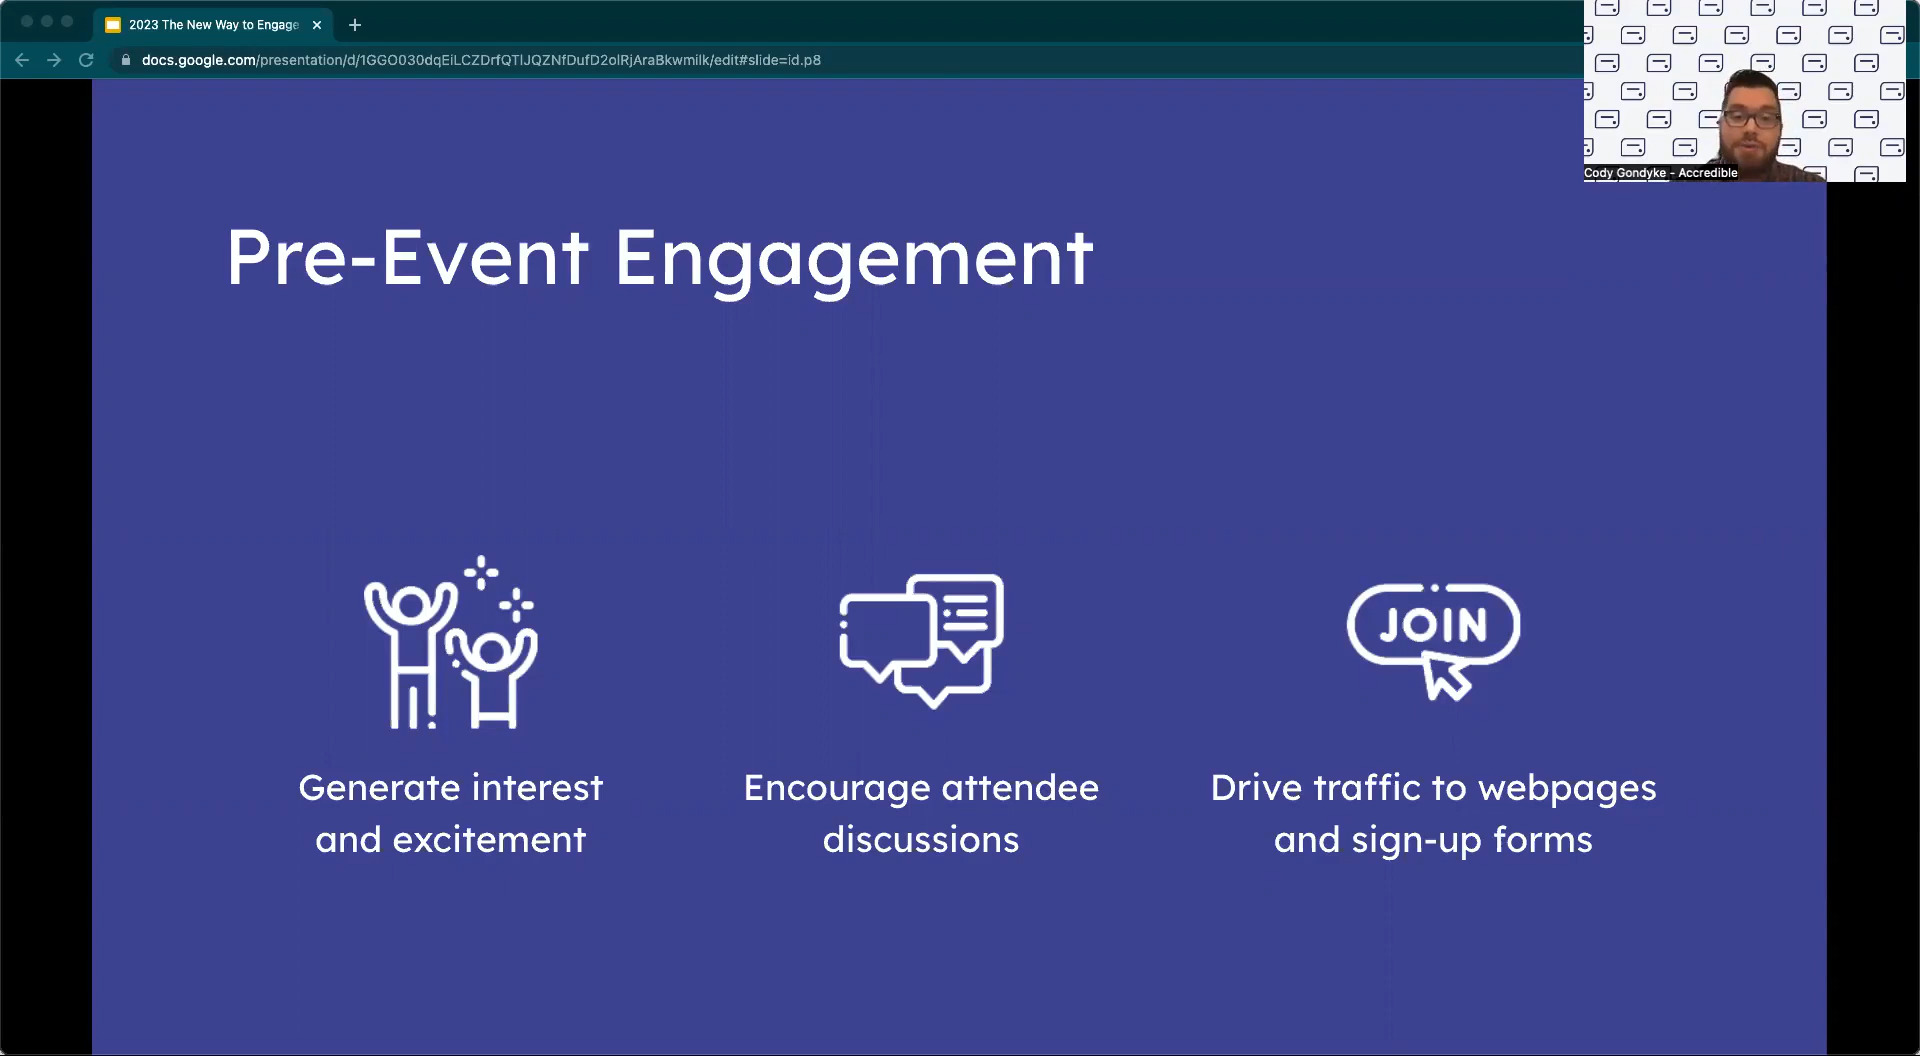 2023 The New Way to Engage
docs.google.com/presentation/d/1GGO030dqEiLCZDrfQTlJQZNfDufD2olRjAraBkwmilk/edit#slide=id.p8
Cody Gondyke - Accredible
Pre-Event Engagement
JOIN
Generate interest
and excitement
Encourage attendee
discussions
Drive traffic to webpages
and sign-up forms